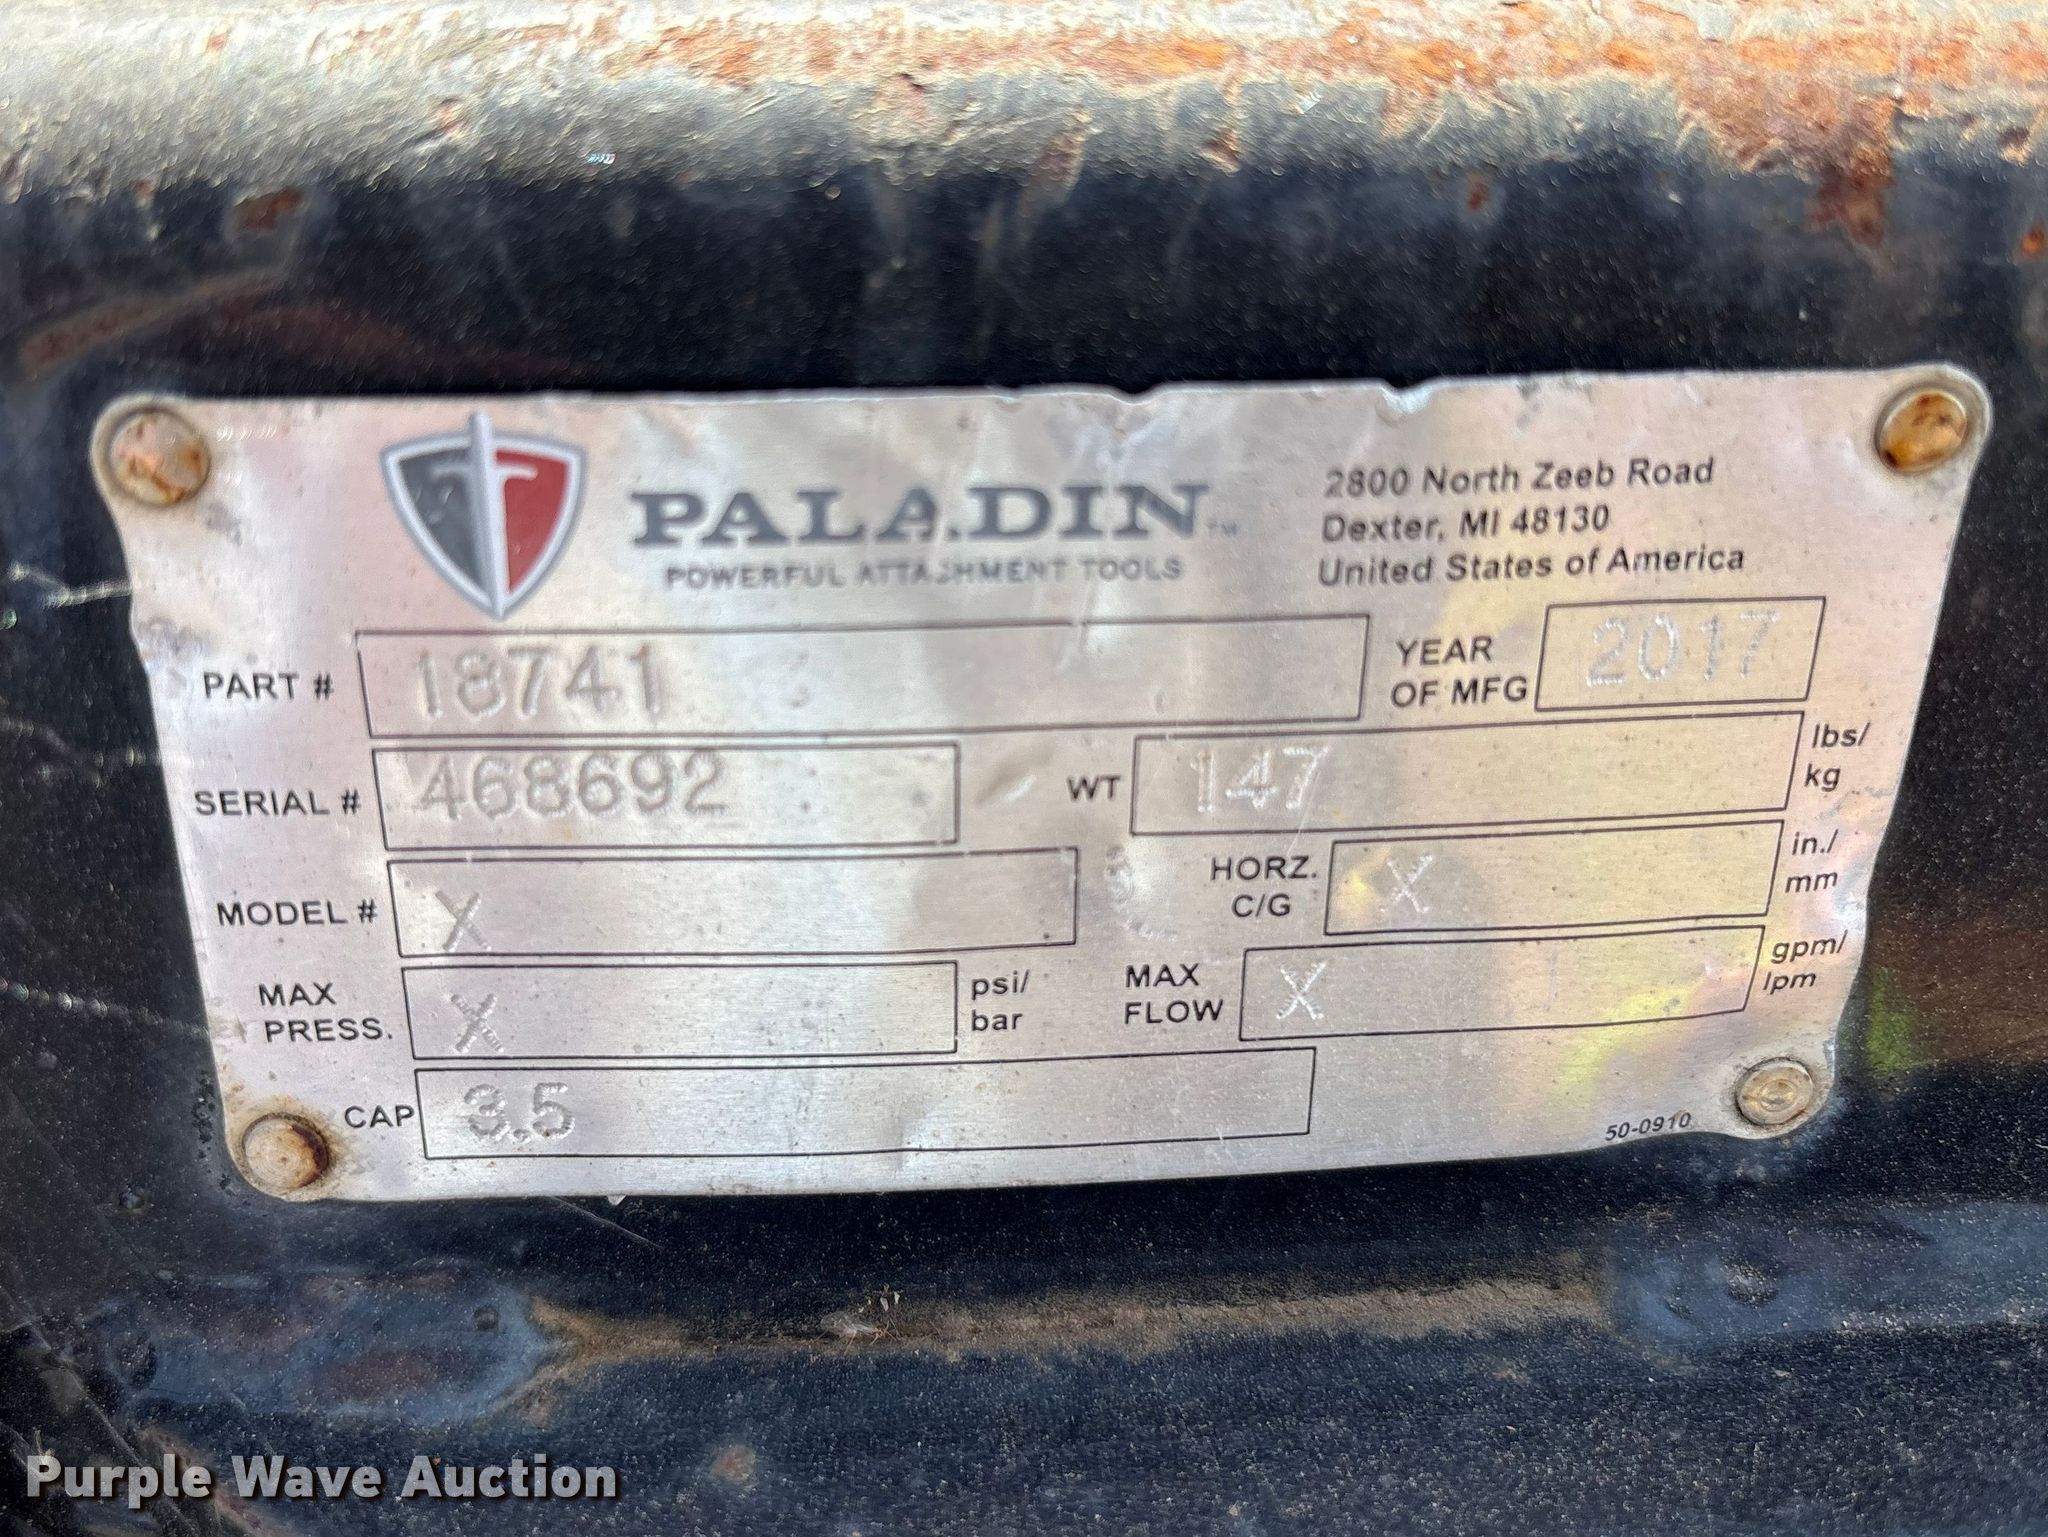 PALADIN™
POWERFUL ATTACHMENT TOOLS
2800 North Zeeb Road
Dexter, MI 48130
United States of America
PART # 18741
YEAR OF MFG 2017
SERIAL # 468692
WT 147 lbs/kg
MODEL # X
HORZ. C/G X in./mm
MAX PRESS. X psi/bar
MAX FLOW X gpm/lpm
CAP 3.5
50-0910
Purple Wave Auction